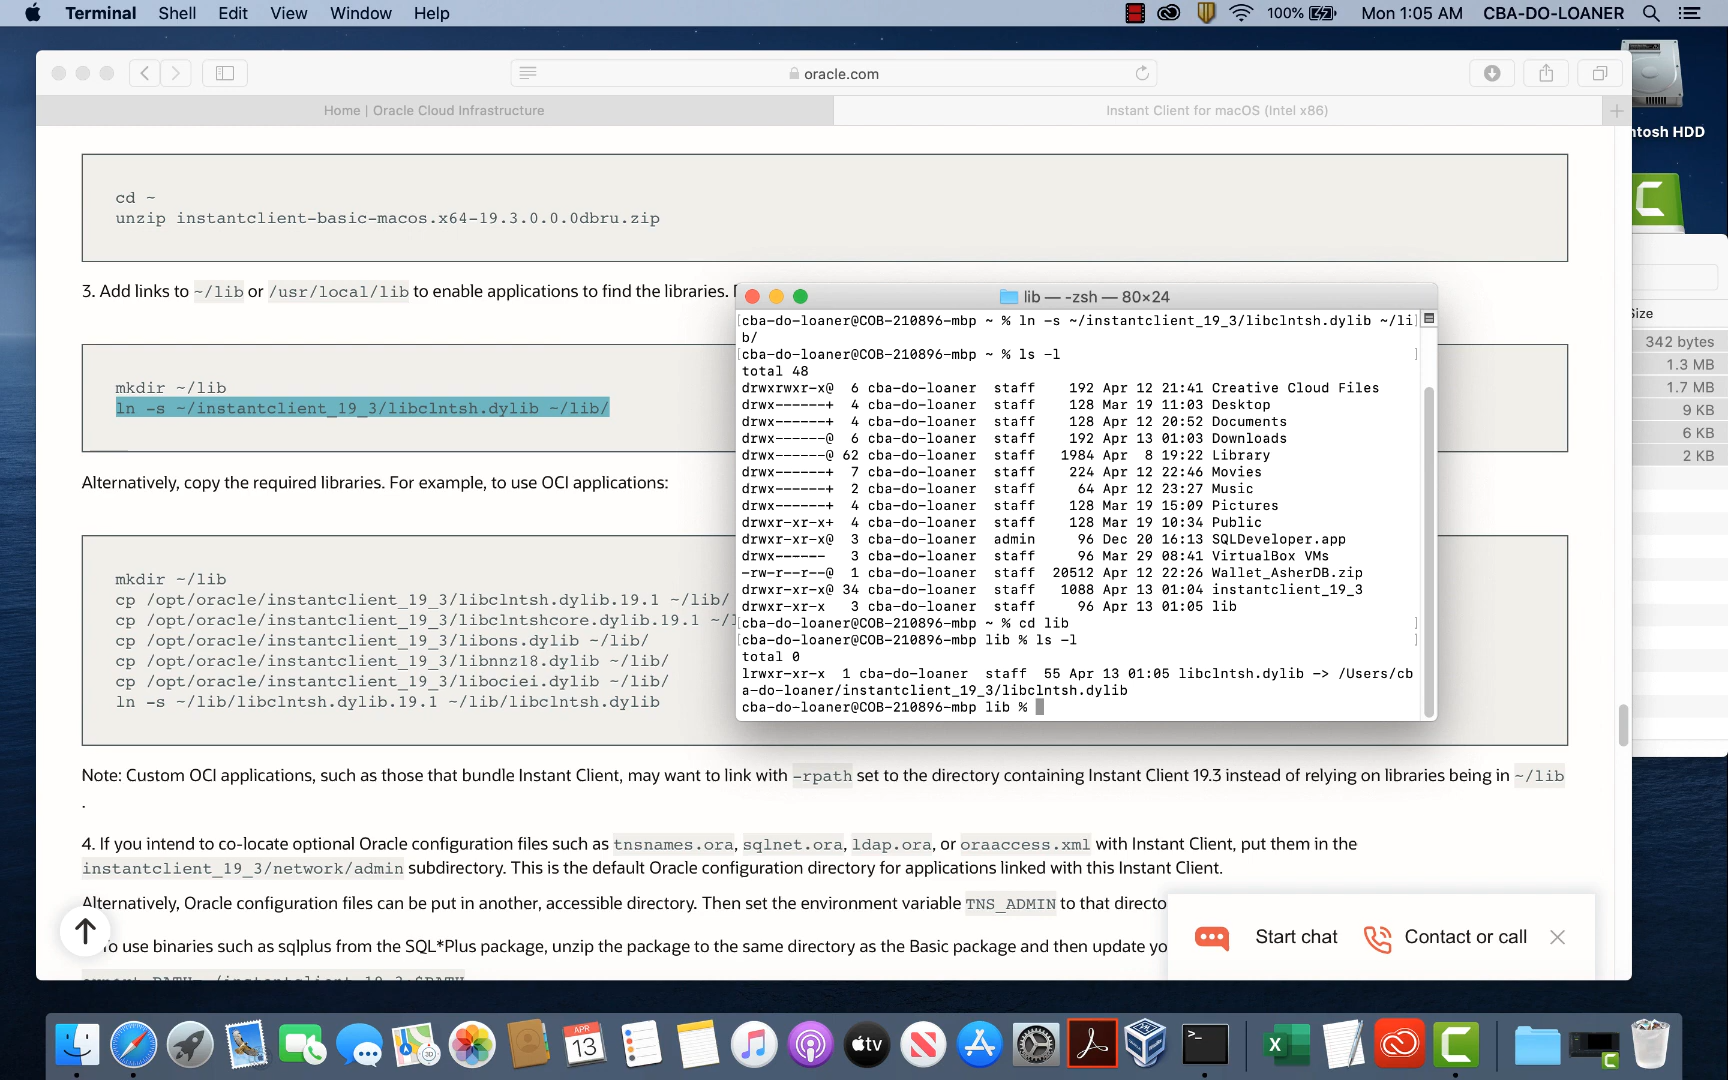 Terminal Shell Edit View Window Help 100% Mon 1:05 AM CBA-DO-LOANER
oracle.com
Home | Oracle Cloud Infrastructure
Instant Client for macOS (Intel x86)
ntosh HDD
cd ~
unzip instantclient-basic-macos.x64-19.3.0.0.0dbru.zip
3. Add links to ~/lib or /usr/local/lib to enable applications to find the libraries.
mkdir ~/lib
ln -s ~/instantclient_19_3/libclntsh.dylib ~/lib/
Alternatively, copy the required libraries. For example, to use OCI applications:
mkdir ~/lib
cp /opt/oracle/instantclient_19_3/libclntsh.dylib.19.1 ~/lib/
cp /opt/oracle/instantclient_19_3/libclntshcore.dylib.19.1 ~/l
cp /opt/oracle/instantclient_19_3/libons.dylib ~/lib/
cp /opt/oracle/instantclient_19_3/libnnz18.dylib ~/lib/
cp /opt/oracle/instantclient_19_3/libociei.dylib ~/lib/
ln -s ~/lib/libclntsh.dylib.19.1 ~/lib/libclntsh.dylib
Note: Custom OCI applications, such as those that bundle Instant Client, may want to link with -rpath set to the directory containing Instant Client 19.3 instead of relying on libraries being in ~/lib
.
4. If you intend to co-locate optional Oracle configuration files such as tnsnames.ora, sqlnet.ora, ldap.ora, or oraaccess.xml with Instant Client, put them in the
instantclient_19_3/network/admin subdirectory. This is the default Oracle configuration directory for applications linked with this Instant Client.
Alternatively, Oracle configuration files can be put in another, accessible directory. Then set the environment variable TNS_ADMIN to that directo
o use binaries such as sqlplus from the SQL*Plus package, unzip the package to the same directory as the Basic package and then update yo
lib — -zsh — 80×24
[cba-do-loaner@COB-210896-mbp ~ % ln -s ~/instantclient_19_3/libclntsh.dylib ~/li]
b/
[cba-do-loaner@COB-210896-mbp ~ % ls -l ]
total 48
drwxrwxr-x@ 6 cba-do-loaner staff 192 Apr 12 21:41 Creative Cloud Files
drwx------+ 4 cba-do-loaner staff 128 Mar 19 11:03 Desktop
drwx------+ 4 cba-do-loaner staff 128 Apr 12 20:52 Documents
drwx------@ 6 cba-do-loaner staff 192 Apr 13 01:03 Downloads
drwx------@ 62 cba-do-loaner staff 1984 Apr 8 19:22 Library
drwx------+ 7 cba-do-loaner staff 224 Apr 12 22:46 Movies
drwx------+ 2 cba-do-loaner staff 64 Apr 12 23:27 Music
drwx------+ 4 cba-do-loaner staff 128 Mar 19 15:09 Pictures
drwxr-xr-x+ 4 cba-do-loaner staff 128 Mar 19 10:34 Public
drwxr-xr-x@ 3 cba-do-loaner admin 96 Dec 20 16:13 SQLDeveloper.app
drwx------ 3 cba-do-loaner staff 96 Mar 29 08:41 VirtualBox VMs
-rw-r--r--@ 1 cba-do-loaner staff 20512 Apr 12 22:26 Wallet_AsherDB.zip
drwxr-xr-x@ 34 cba-do-loaner staff 1088 Apr 13 01:04 instantclient_19_3
drwxr-xr-x 3 cba-do-loaner staff 96 Apr 13 01:05 lib
[cba-do-loaner@COB-210896-mbp ~ % cd lib ]
[cba-do-loaner@COB-210896-mbp lib % ls -l ]
total 0
lrwxr-xr-x 1 cba-do-loaner staff 55 Apr 13 01:05 libclntsh.dylib -> /Users/cb
a-do-loaner/instantclient_19_3/libclntsh.dylib
cba-do-loaner@COB-210896-mbp lib %
Size
342 bytes
1.3 MB
1.7 MB
9 KB
6 KB
2 KB
Start chat
Contact or call
APR
13
3D
tv